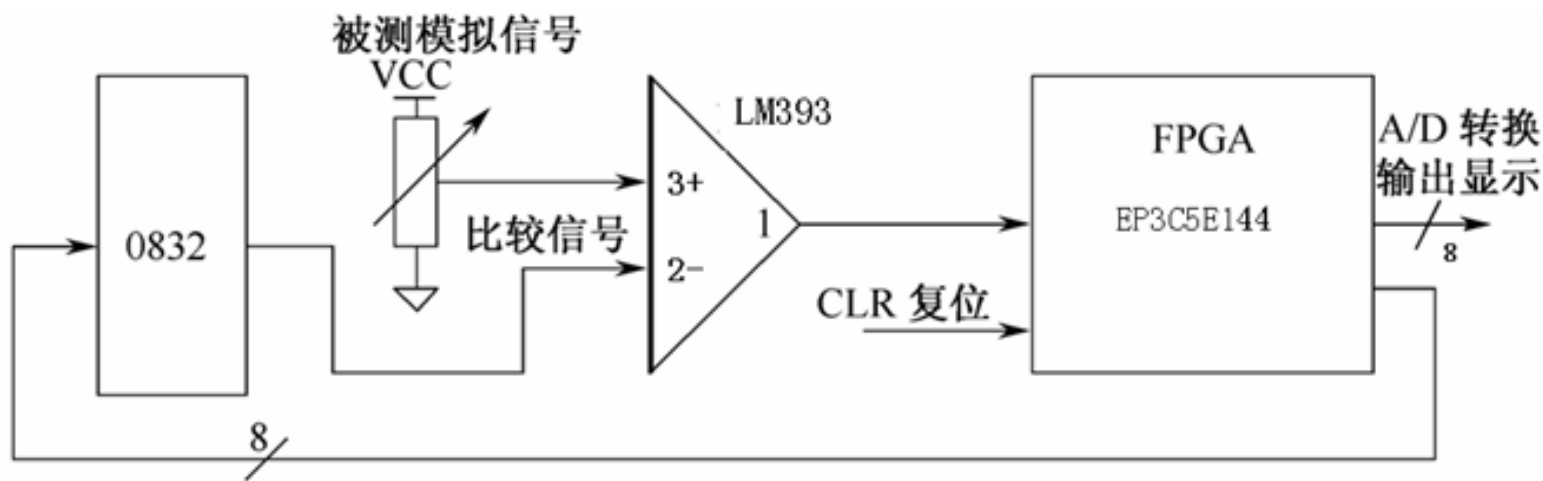 被测模拟信号
VCC
LM393
FPGA
A/D 转换
输出显示
3+
EP3C5E144
0832
比较信号
1
8
2-
CLR 复位
8